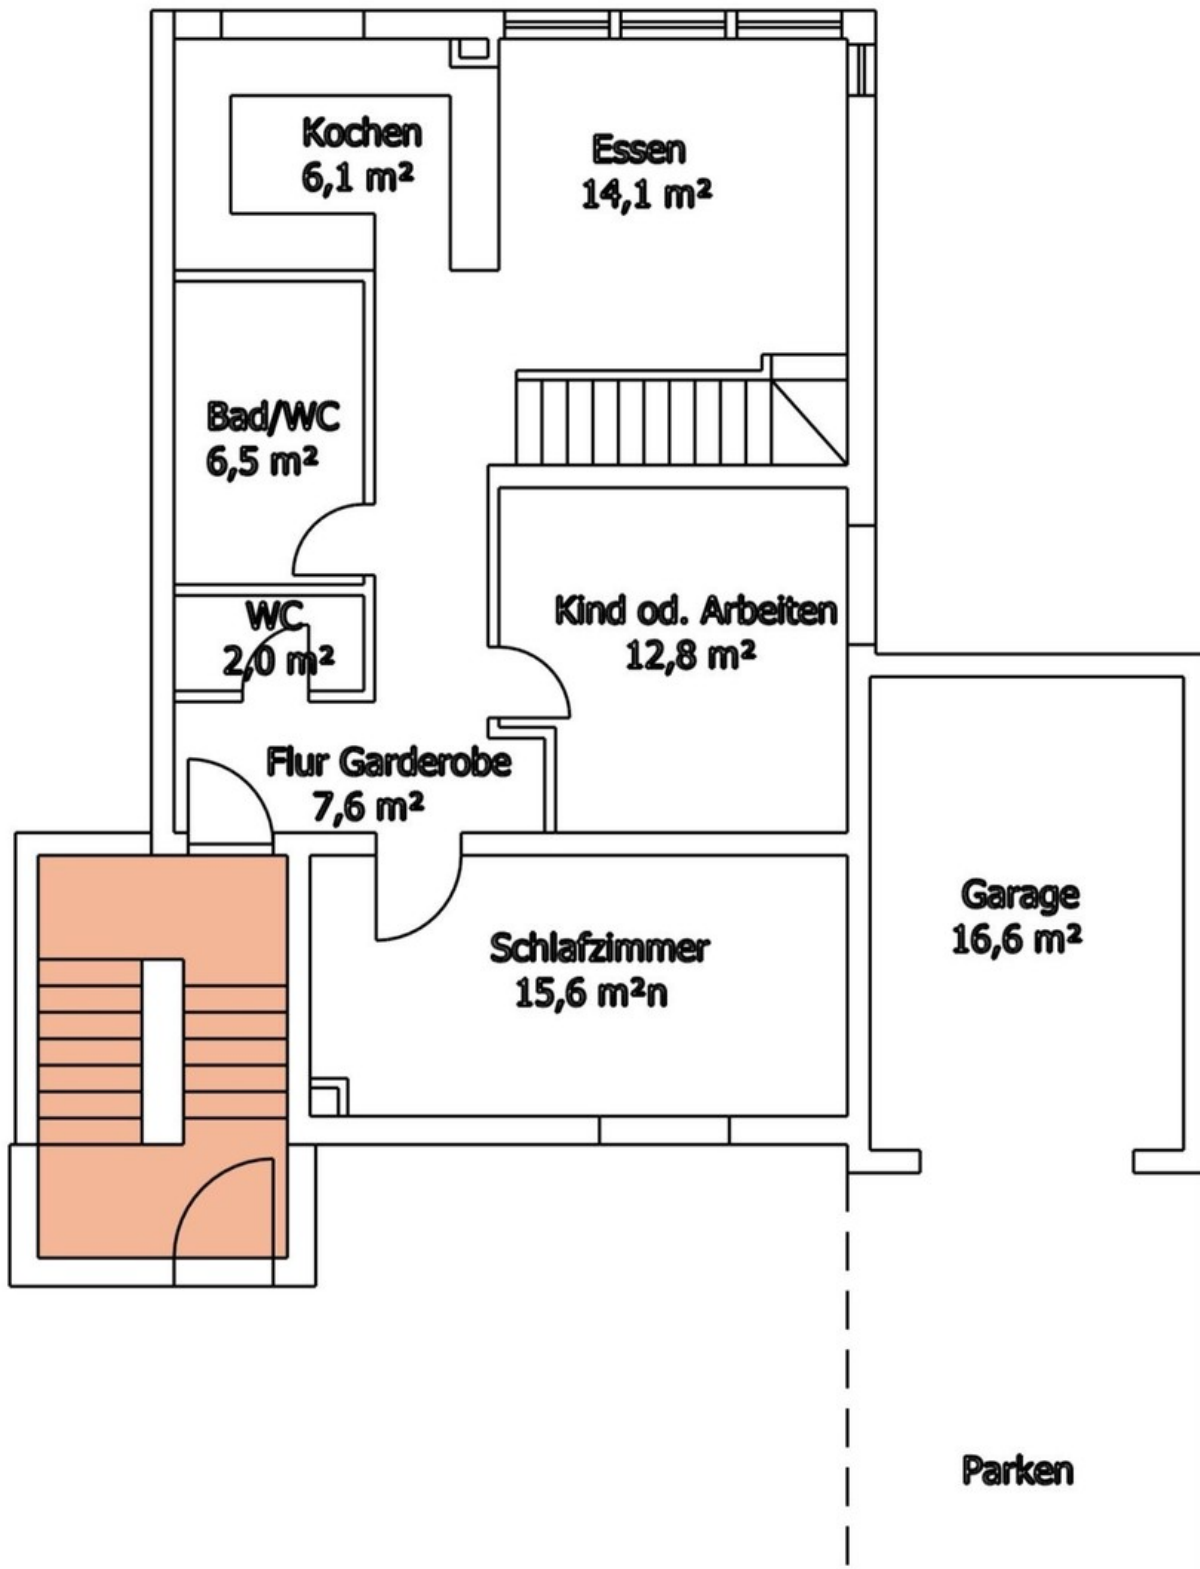 Kochen
6,1 m²
Essen
14,1 m²
Bad/WC
6,5 m²
WC
2,0 m²
Kind od. Arbeiten
12,8 m²
Flur Garderobe
7,6 m²
Schlafzimmer
15,6 m²n
Garage
16,6 m²
Parken